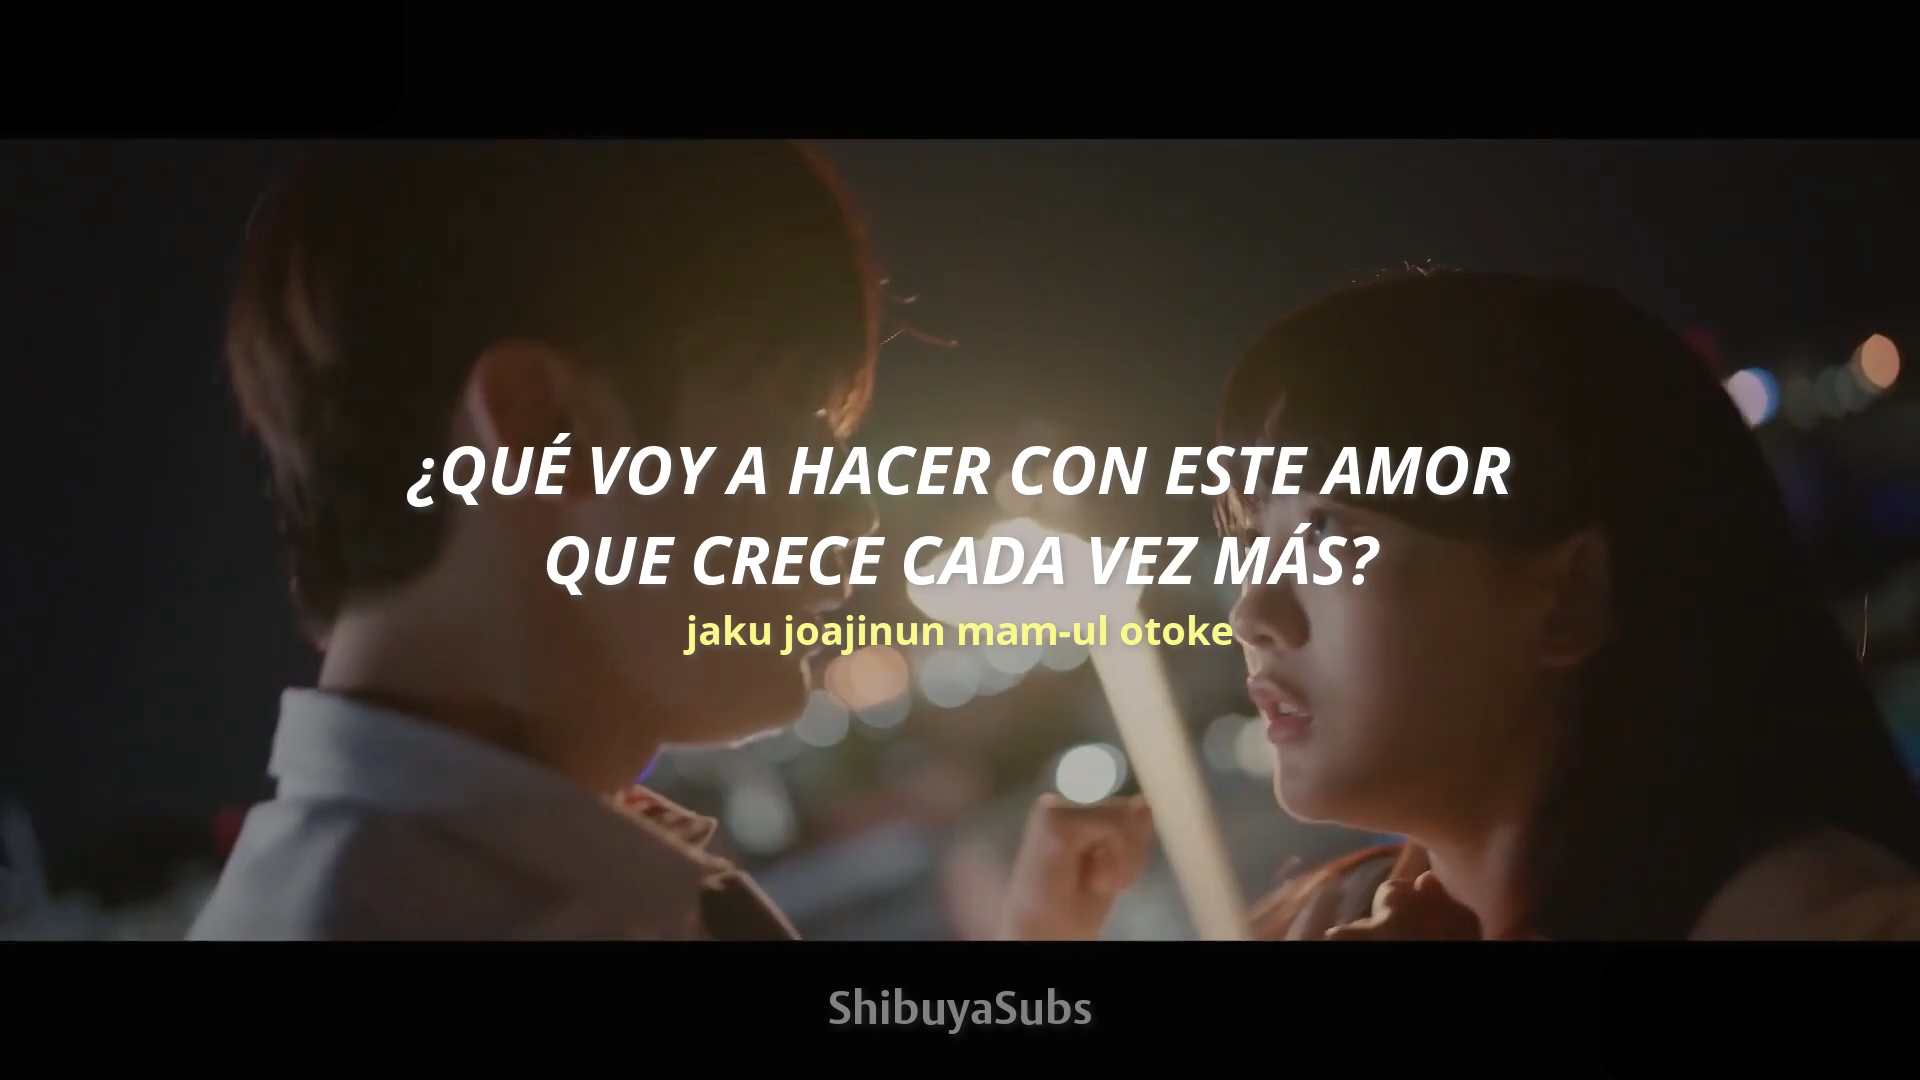 ¿QUÉ VOY A HACER CON ESTE AMOR
QUE CRECE CADA VEZ MÁS?
jaku joajinun mam-ul otoke
ShibuyaSubs